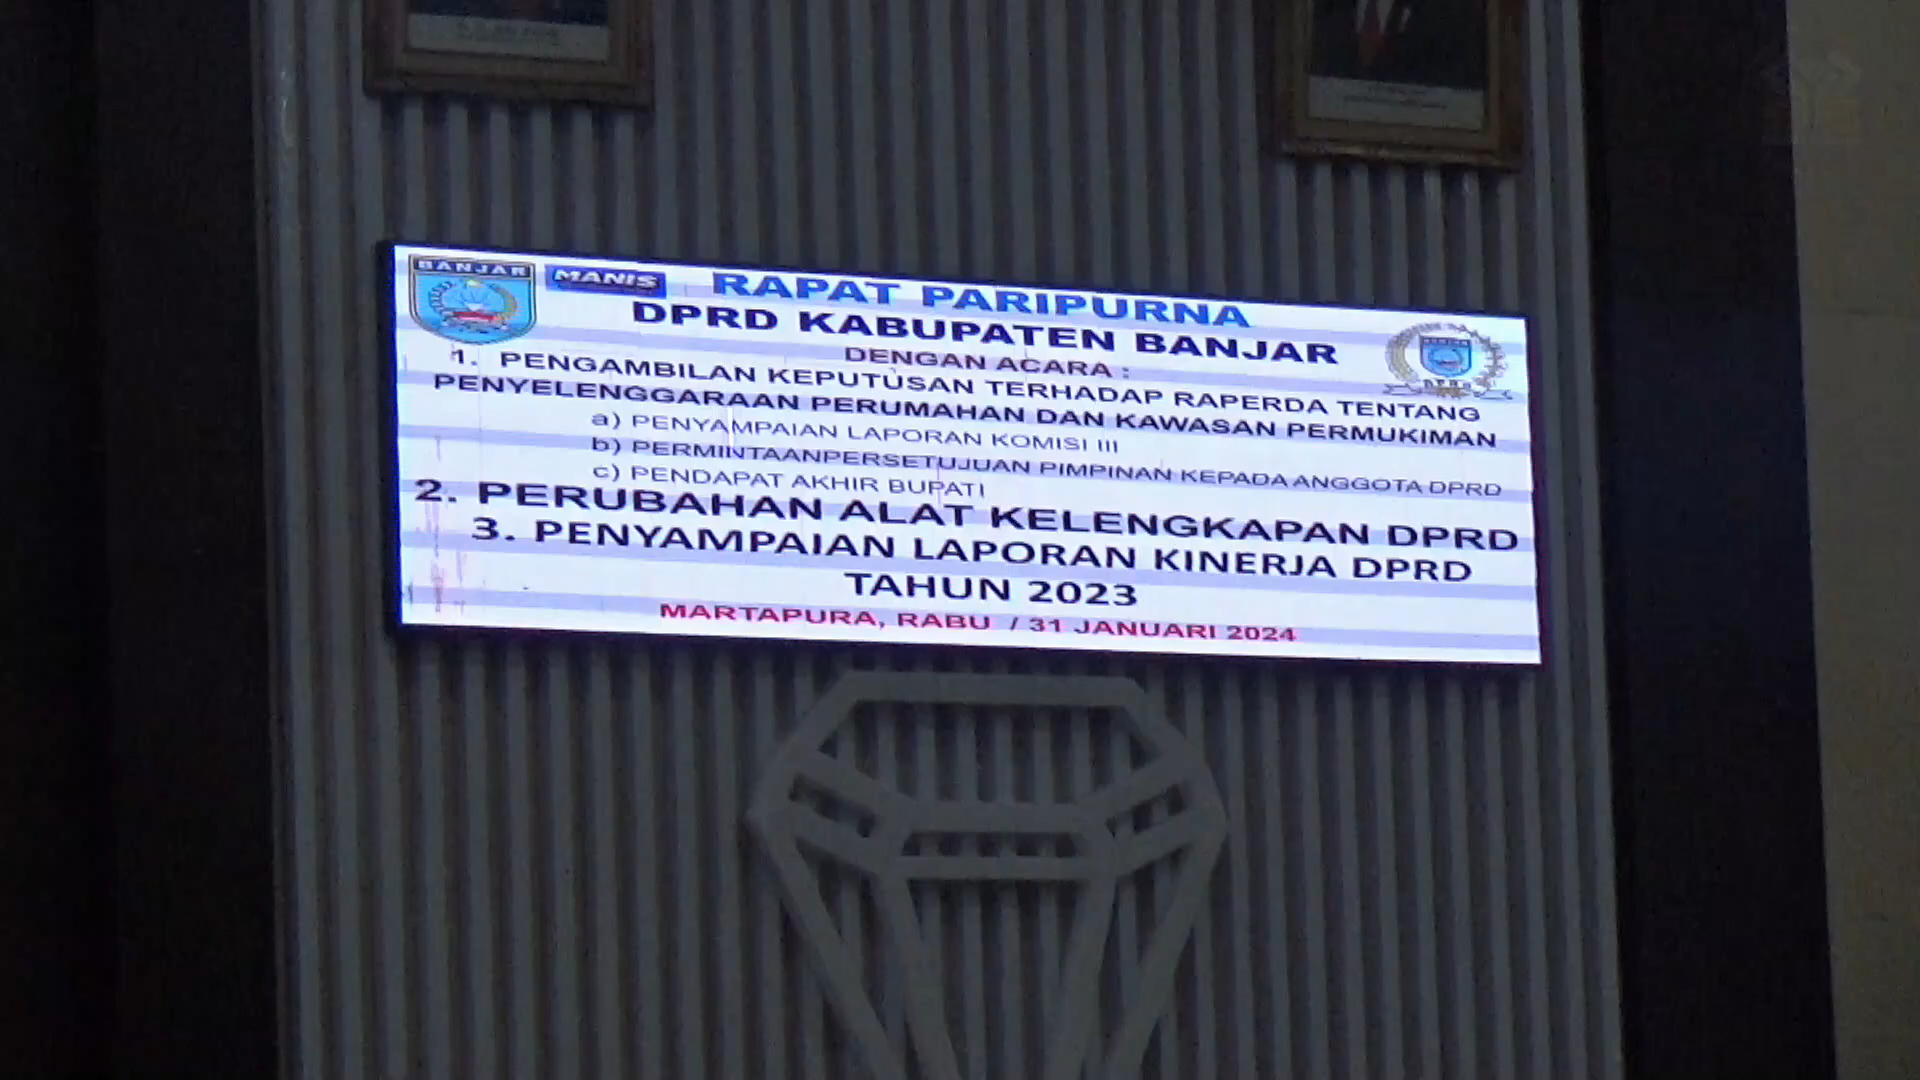 BANJAR
MANIS
RAPAT PARIPURNA
DPRD KABUPATEN BANJAR
DENGAN ACARA :
1. PENGAMBILAN KEPUTUSAN TERHADAP RAPERDA TENTANG
PENYELENGGARAAN PERUMAHAN DAN KAWASAN PERMUKIMAN
a) PENYAMPAIAN LAPORAN KOMISI III
b) PERMINTAANPERSETUJUAN PIMPINAN KEPADA ANGGOTA DPRD
c) PENDAPAT AKHIR BUPATI
2. PERUBAHAN ALAT KELENGKAPAN DPRD
3. PENYAMPAIAN LAPORAN KINERJA DPRD
TAHUN 2023
MARTAPURA, RABU / 31 JANUARI 2024